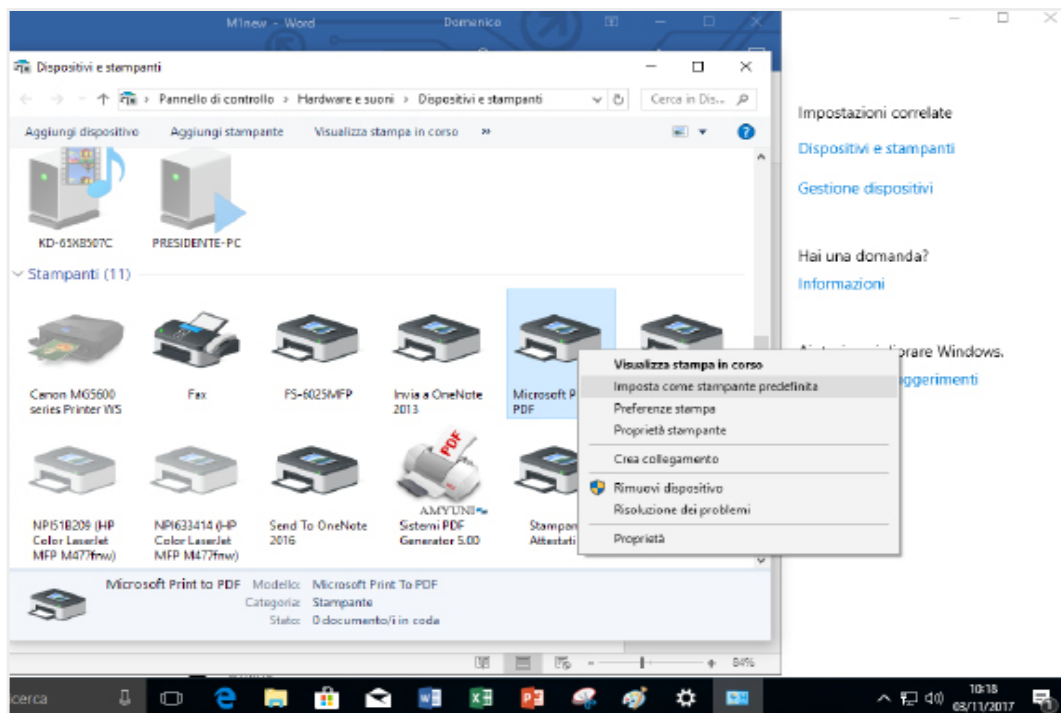 M1new - Word Domenico
Dispositivi e stampanti
Pannello di controllo > Hardware e suoni > Dispositivi e stampanti
Cerca in Dis...
Aggiungi dispositivo Aggiungi stampante Visualizza stampa in corso »
KD-65X8507C PRESIDENTE-PC
Stampanti (11)
Canon MG5600 series Printer WS
Fax
FS-6025MFP
Invia a OneNote 2013
Microsoft P
PDF
NPI51B209 (HP Color LaserJet MFP M477fnw)
NPI633414 (HP Color LaserJet MFP M477fnw)
Send To OneNote 2016
PDF
AMYUNI
Sistemi PDF Generator 5.00
Stampan
Attestati
Visualizza stampa in corso
Imposta come stampante predefinita
Preferenze stampa
Proprietà stampante
Crea collegamento
Rimuovi dispositivo
Risoluzione dei problemi
Proprietà
Microsoft Print to PDF Modello: Microsoft Print To PDF
Categoria: Stampante
Stato: 0 documento/i in coda
84%
Impostazioni correlate
Dispositivi e stampanti
Gestione dispositivi
Hai una domanda?
Informazioni
orare Windows.
ggerimenti
cerca
10:18
03/11/2017